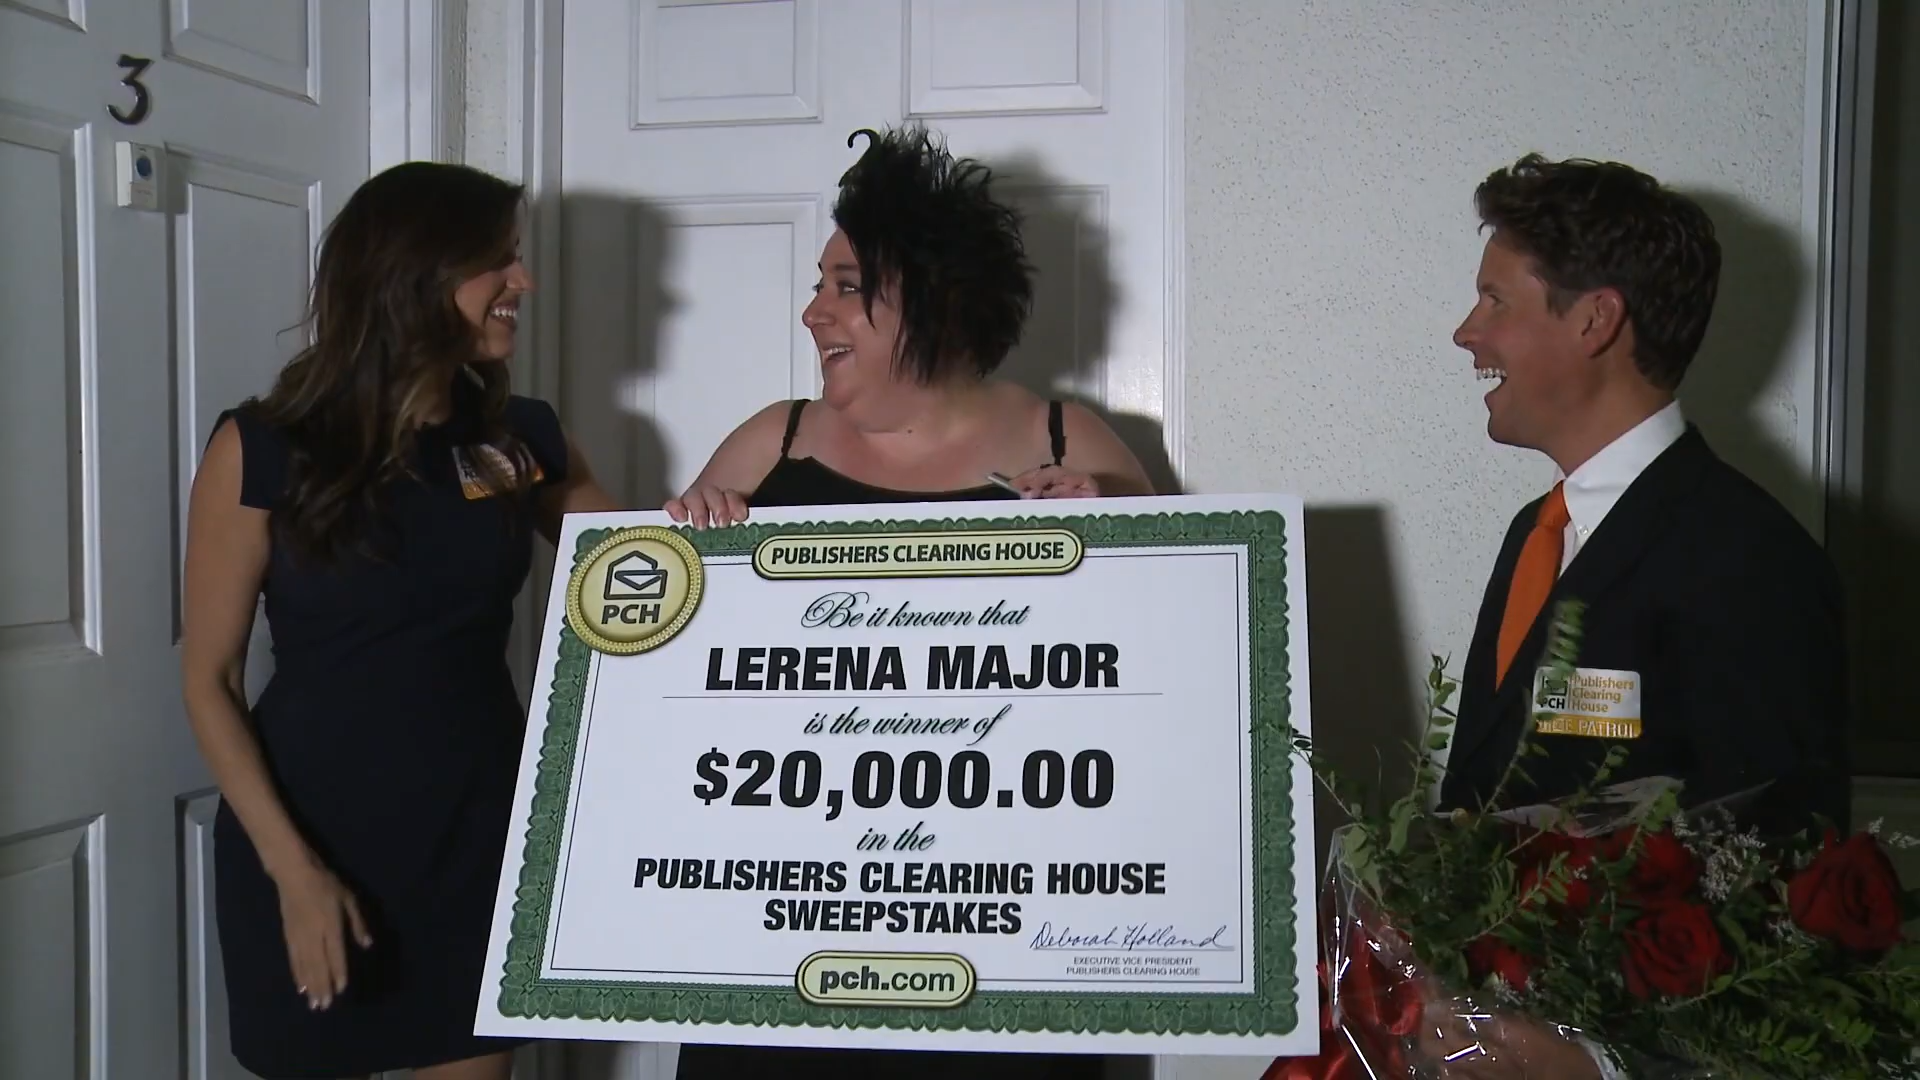 3
PUBLISHERS CLEARING HOUSE
PCH
Be it known that
LERENA MAJOR
is the winner of
$20,000.00
in the
PUBLISHERS CLEARING HOUSE
SWEEPSTAKES
Deborah Holland
EXECUTIVE VICE PRESIDENT
PUBLISHERS CLEARING HOUSE
pch.com
Publishers
Clearing
House
PCH
PATROL